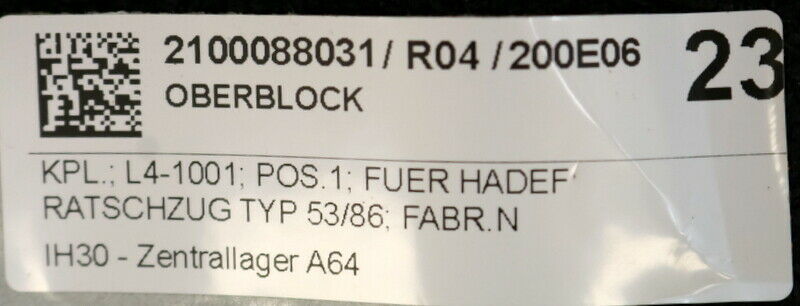 2100088031/ R04 /200E06 23
OBERBLOCK
KPL.; L4-1001; POS.1; FUER HADEF
RATSCHZUG TYP 53/86; FABR.N
IH30 - Zentrallager A64